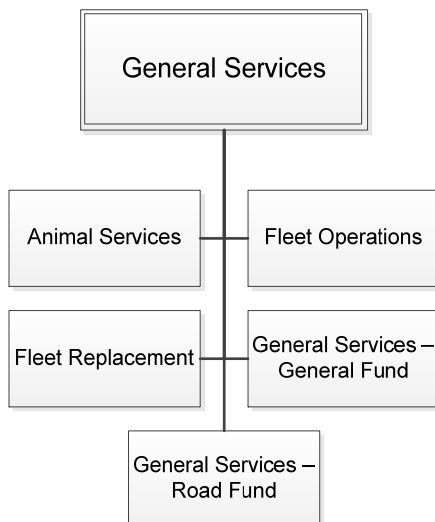 General Services
Animal Services
Fleet Operations
Fleet Replacement
General Services –
General Fund
General Services –
Road Fund